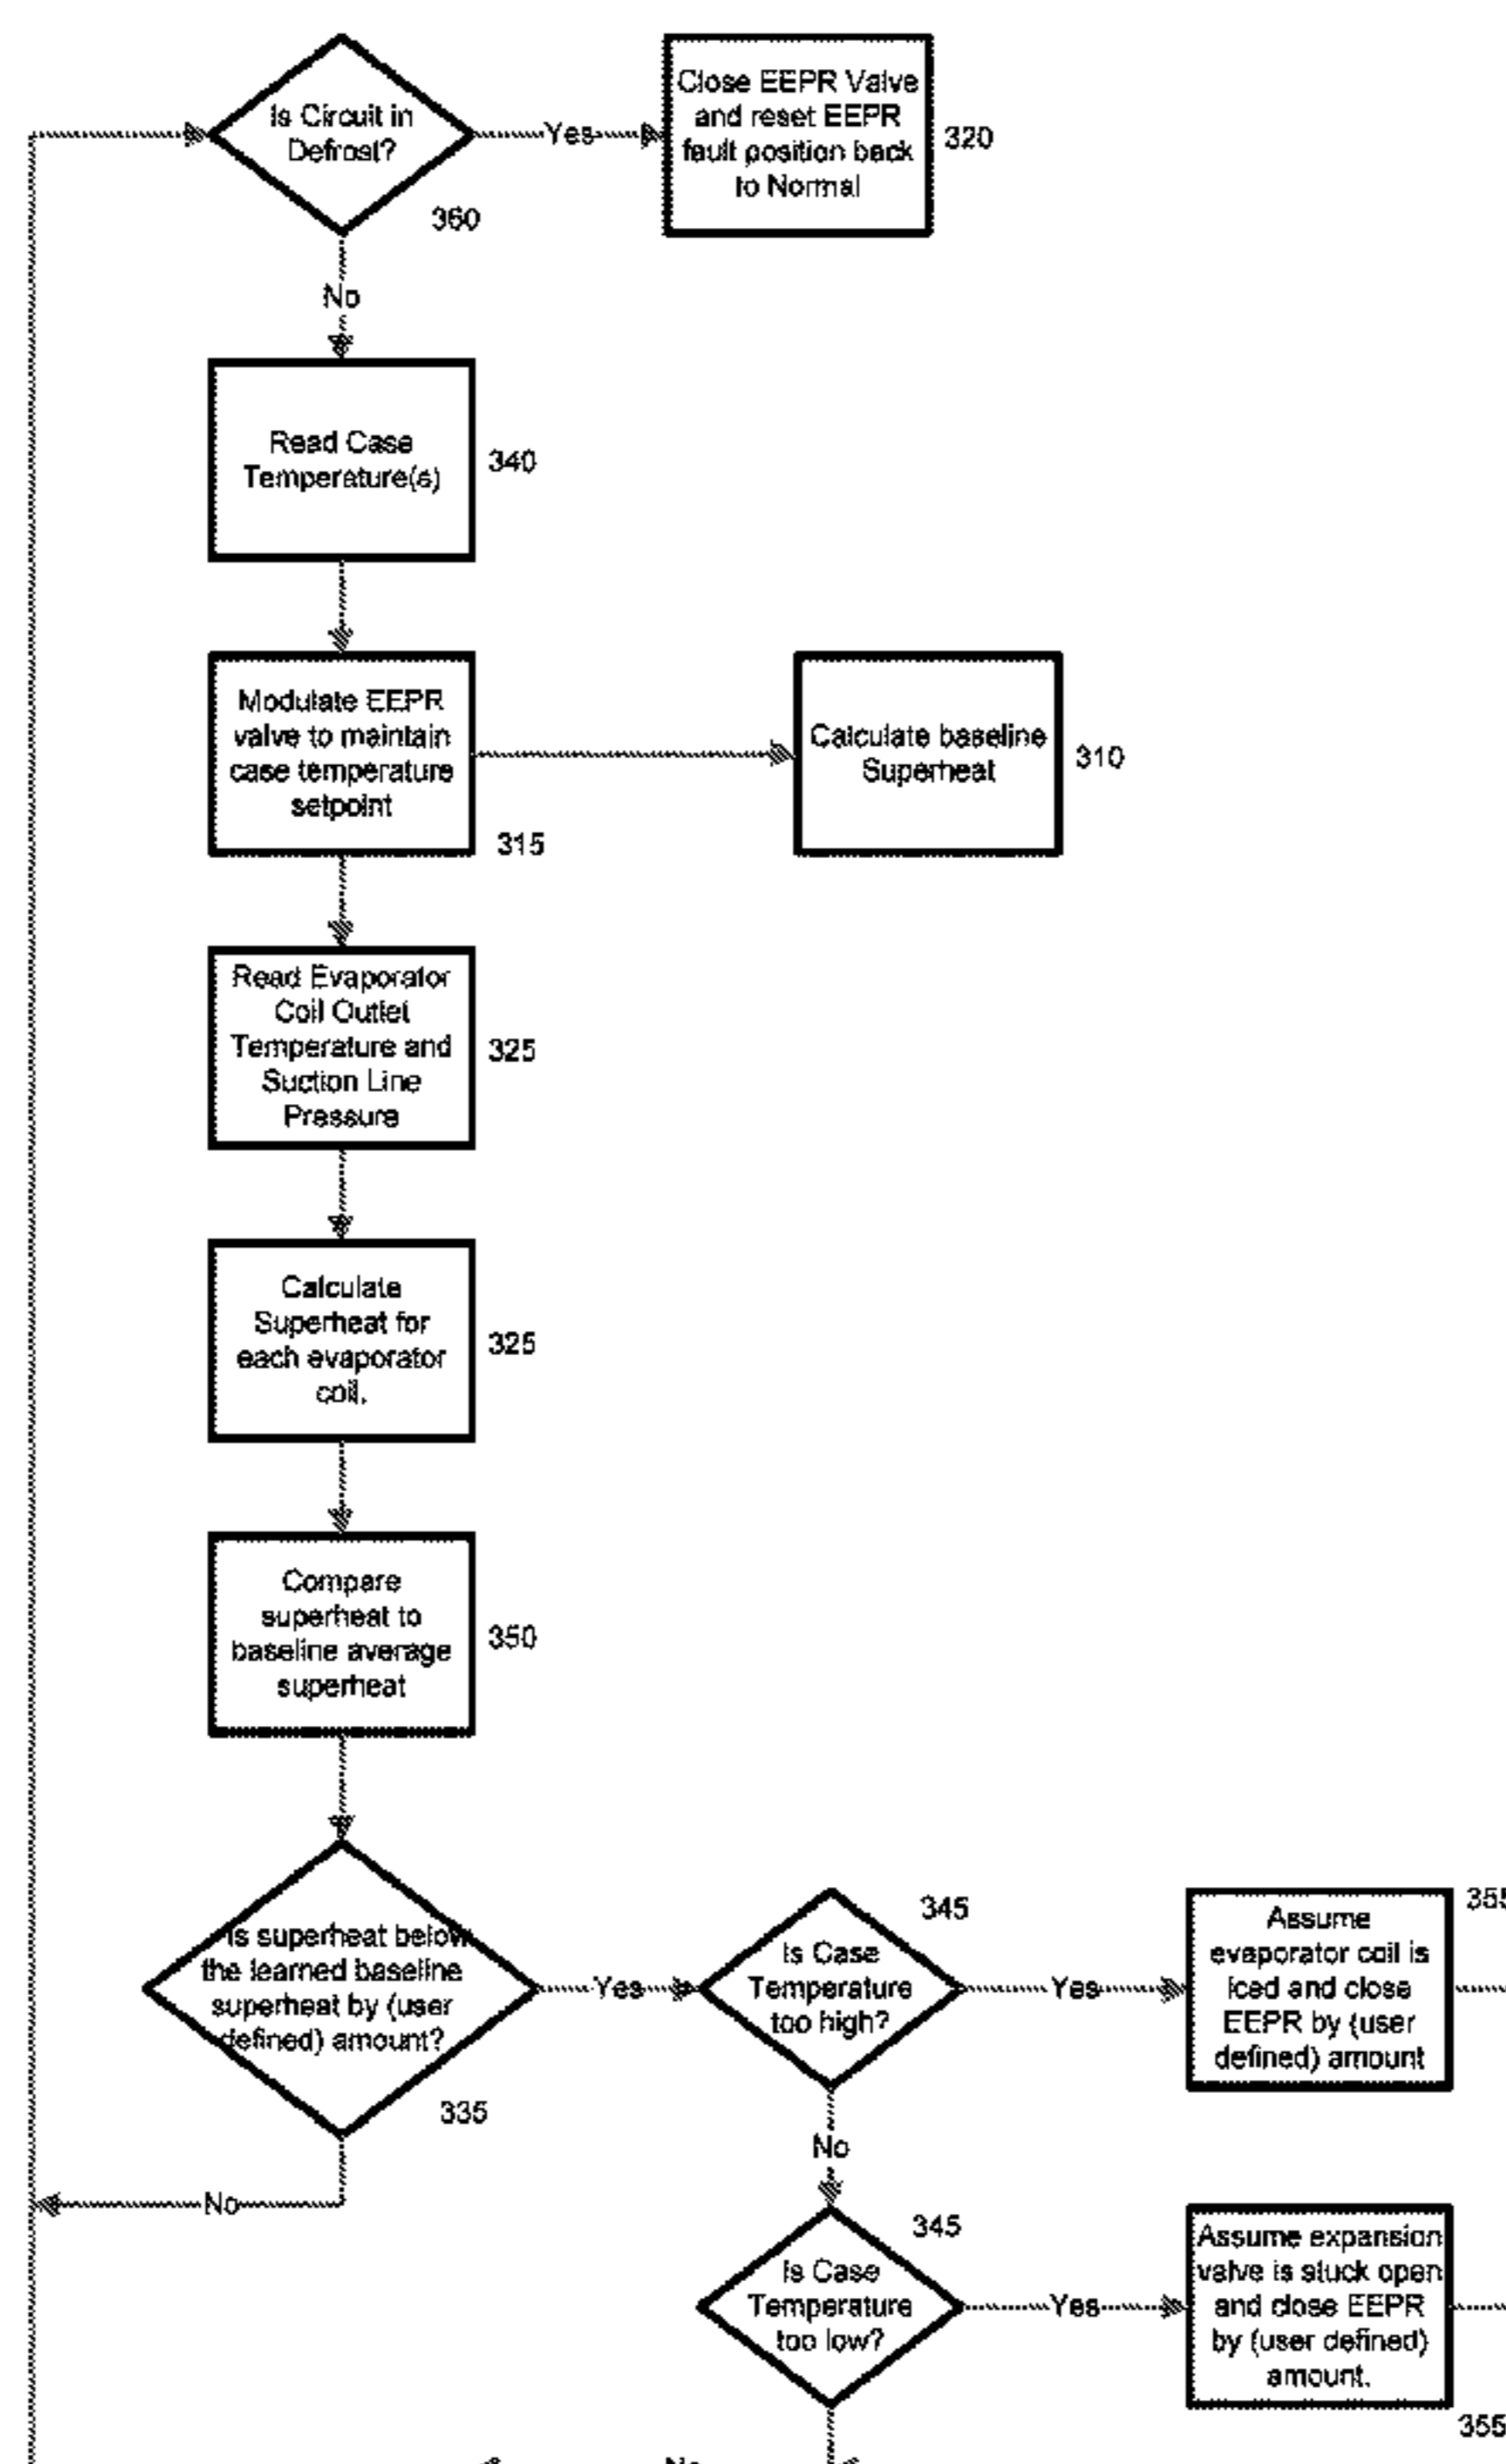 Is Circuit in
Defrost?
360
Yes
Close EEPR Valve
and reset EEPR
fault position back
to Normal
320
No
Read Case
Temperature(s)
340
Modulate EEPR
valve to maintain
case temperature
setpoint
315
Calculate baseline
Superheat
310
Read Evaporator
Coil Outlet
Temperature and
Suction Line
Pressure
325
Calculate
Superheat for
each evaporator
coil.
325
Compare
superheat to
baseline average
superheat
350
Is superheat below
the learned baseline
superheat by (user
defined) amount?
335
Yes
Is Case
Temperature
too high?
345
Yes
Assume
evaporator coil is
iced and close
EEPR by (user
defined) amount
355
No
No
Is Case
Temperature
too low?
345
Yes
Assume expansion
valve is stuck open
and close EEPR
by (user defined)
amount.
355
No